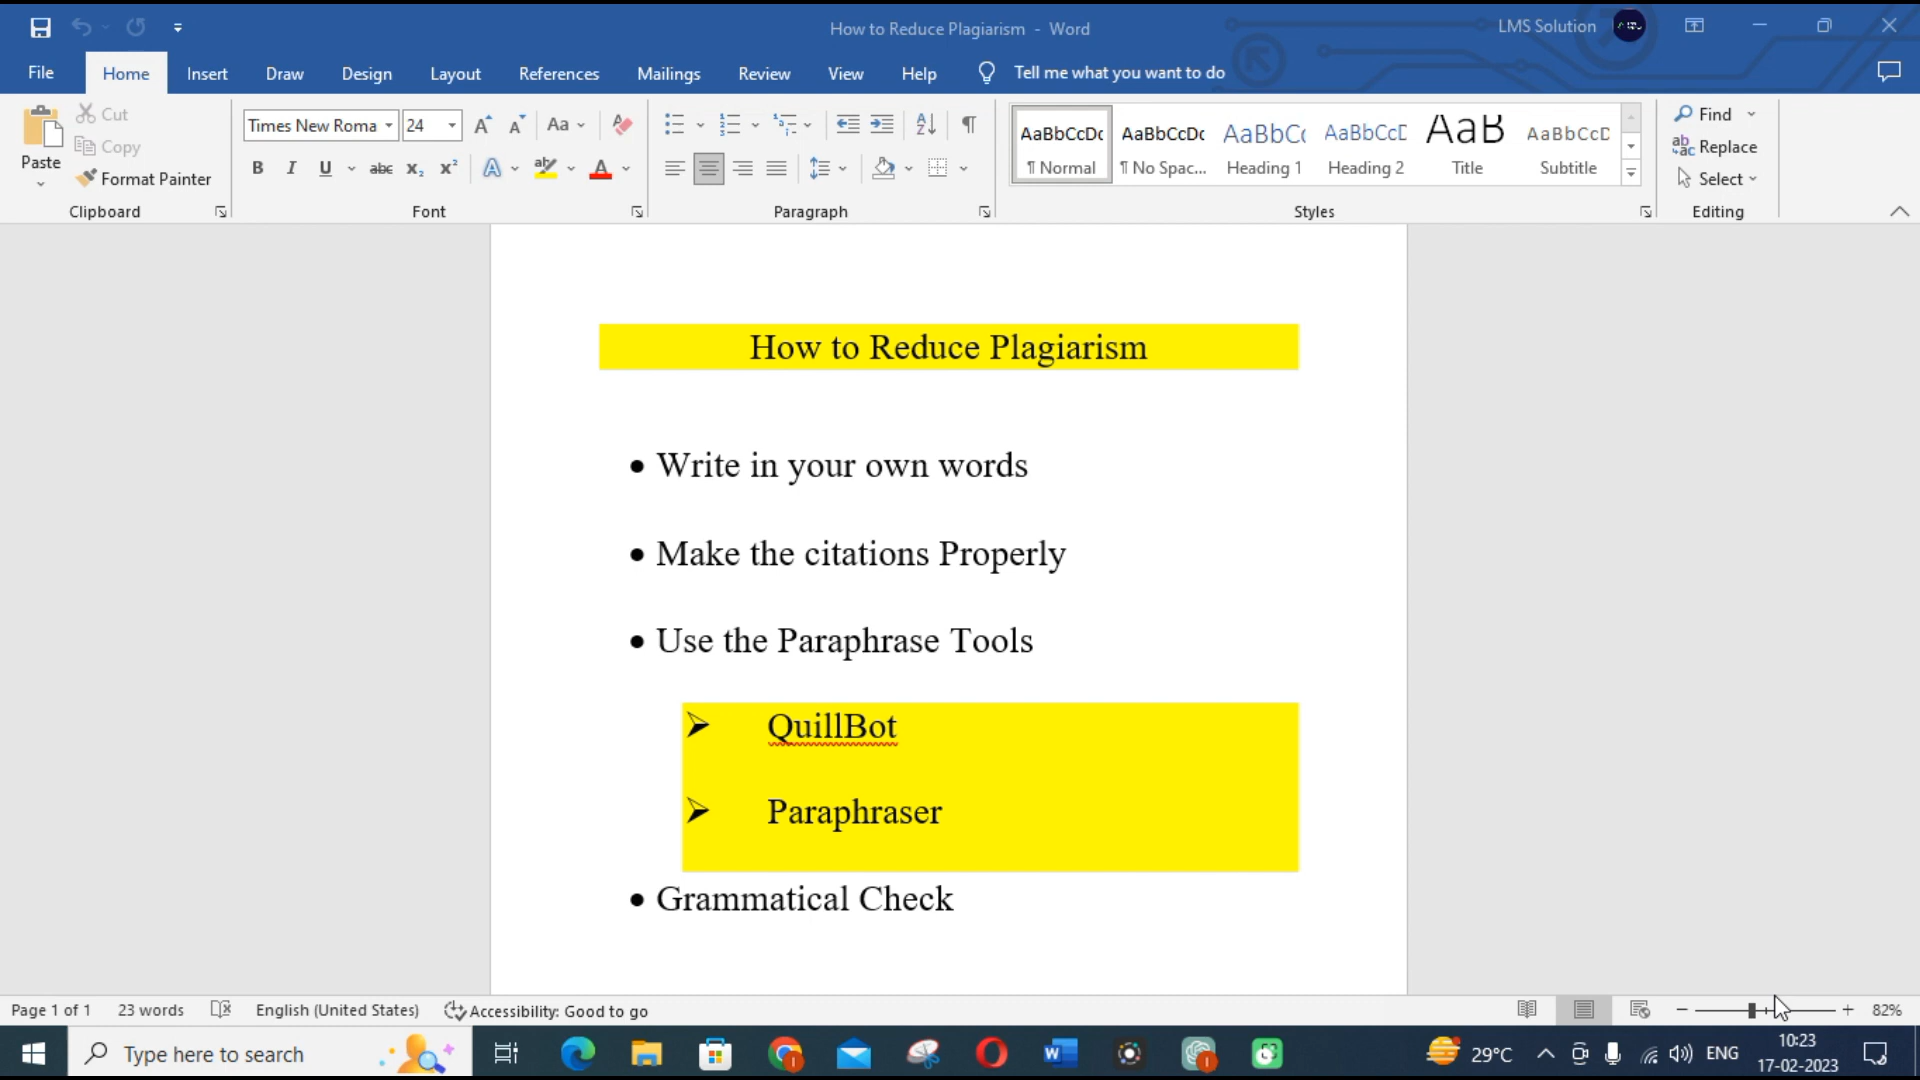 How to Reduce Plagiarism - Word
LMS Solution
File Home Insert Draw Design Layout References Mailings Review View Help Tell me what you want to do
Paste
Cut
Copy
Format Painter
Clipboard
Times New Roma 24
Aa
B I U abc x₂ x² A A
Font
Paragraph
AaBbCcDc AaBbCcDc AaBbCc AaBbCcD AaB AaBbCcD
¶ Normal ¶ No Spac... Heading 1 Heading 2 Title Subtitle
Styles
Find
Replace
Select
Editing
How to Reduce Plagiarism
• Write in your own words
• Make the citations Properly
• Use the Paraphrase Tools
➢ QuillBot
➢ Paraphraser
• Grammatical Check
Page 1 of 1 23 words English (United States) Accessibility: Good to go 82%
Type here to search
29°C ENG
10:23
17-02-2023